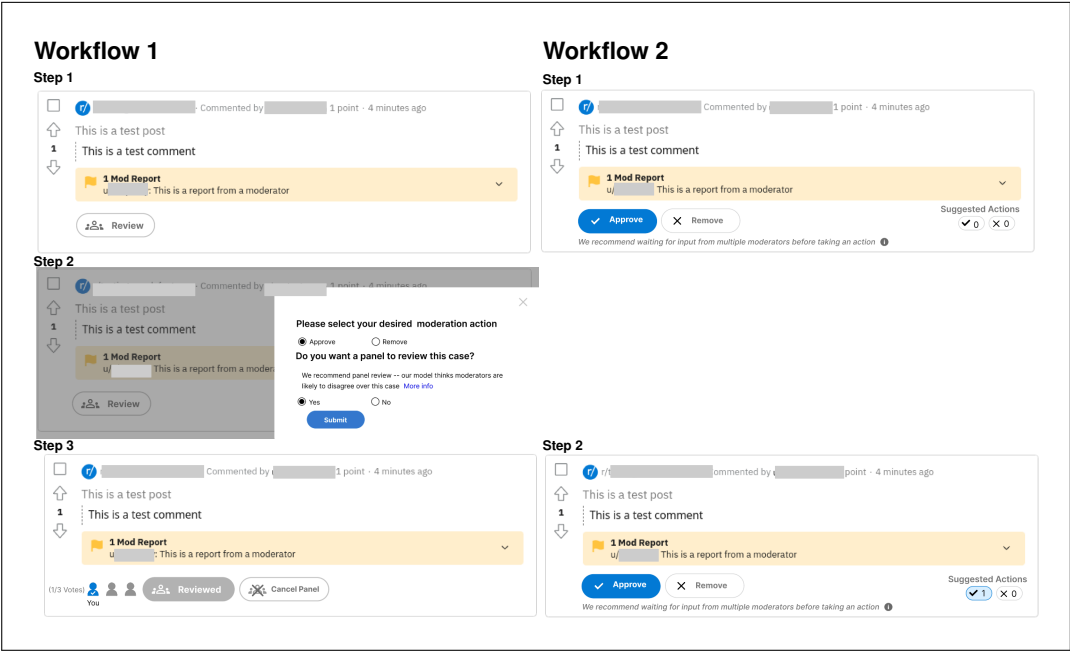 Workflow 1
Step 1
r/ Commented by 1 point · 4 minutes ago
This is a test post
1
This is a test comment
1 Mod Report
u : This is a report from a moderator
Review
Step 2
r/ Commented by 1 point · 4 minutes ago
This is a test post
1
This is a test comment
1 Mod Report
u/ This is a report from a moder
Review
Please select your desired moderation action
Approve Remove
Do you want a panel to review this case?
We recommend panel review -- our model thinks moderators are
likely to disagree over this case More info
Yes No
Submit
Step 3
r/ Commented by 1 point · 4 minutes ago
This is a test post
1
This is a test comment
1 Mod Report
u : This is a report from a moderator
(1/3 Votes) Reviewed Cancel Panel
You
Workflow 2
Step 1
r/ Commented by 1 point · 4 minutes ago
This is a test post
1
This is a test comment
1 Mod Report
u/ This is a report from a moderator
Approve Remove
Suggested Actions
0 0
We recommend waiting for input from multiple moderators before taking an action
Step 2
r/ r/ ommented by point · 4 minutes ago
This is a test post
1
This is a test comment
1 Mod Report
u/ This is a report from a moderator
Approve Remove
Suggested Actions
1 0
We recommend waiting for input from multiple moderators before taking an action